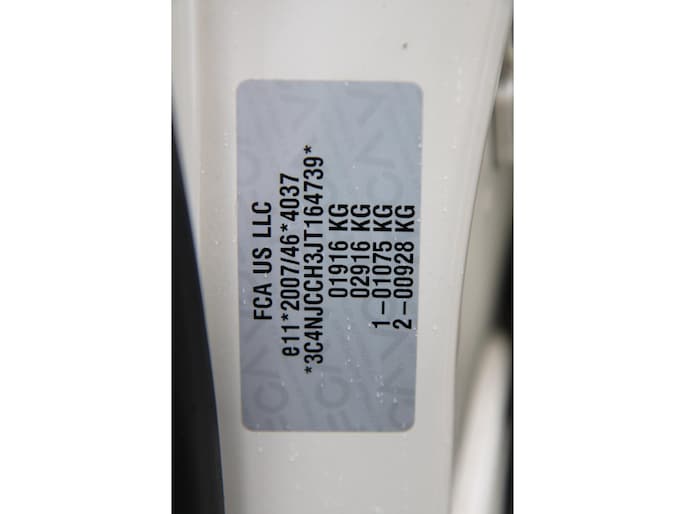 FCA US LLC
e11*2007/46*4037
*3C4NJCCH3JT164739*
01916 KG
02916 KG
1-01075 KG
2-00928 KG